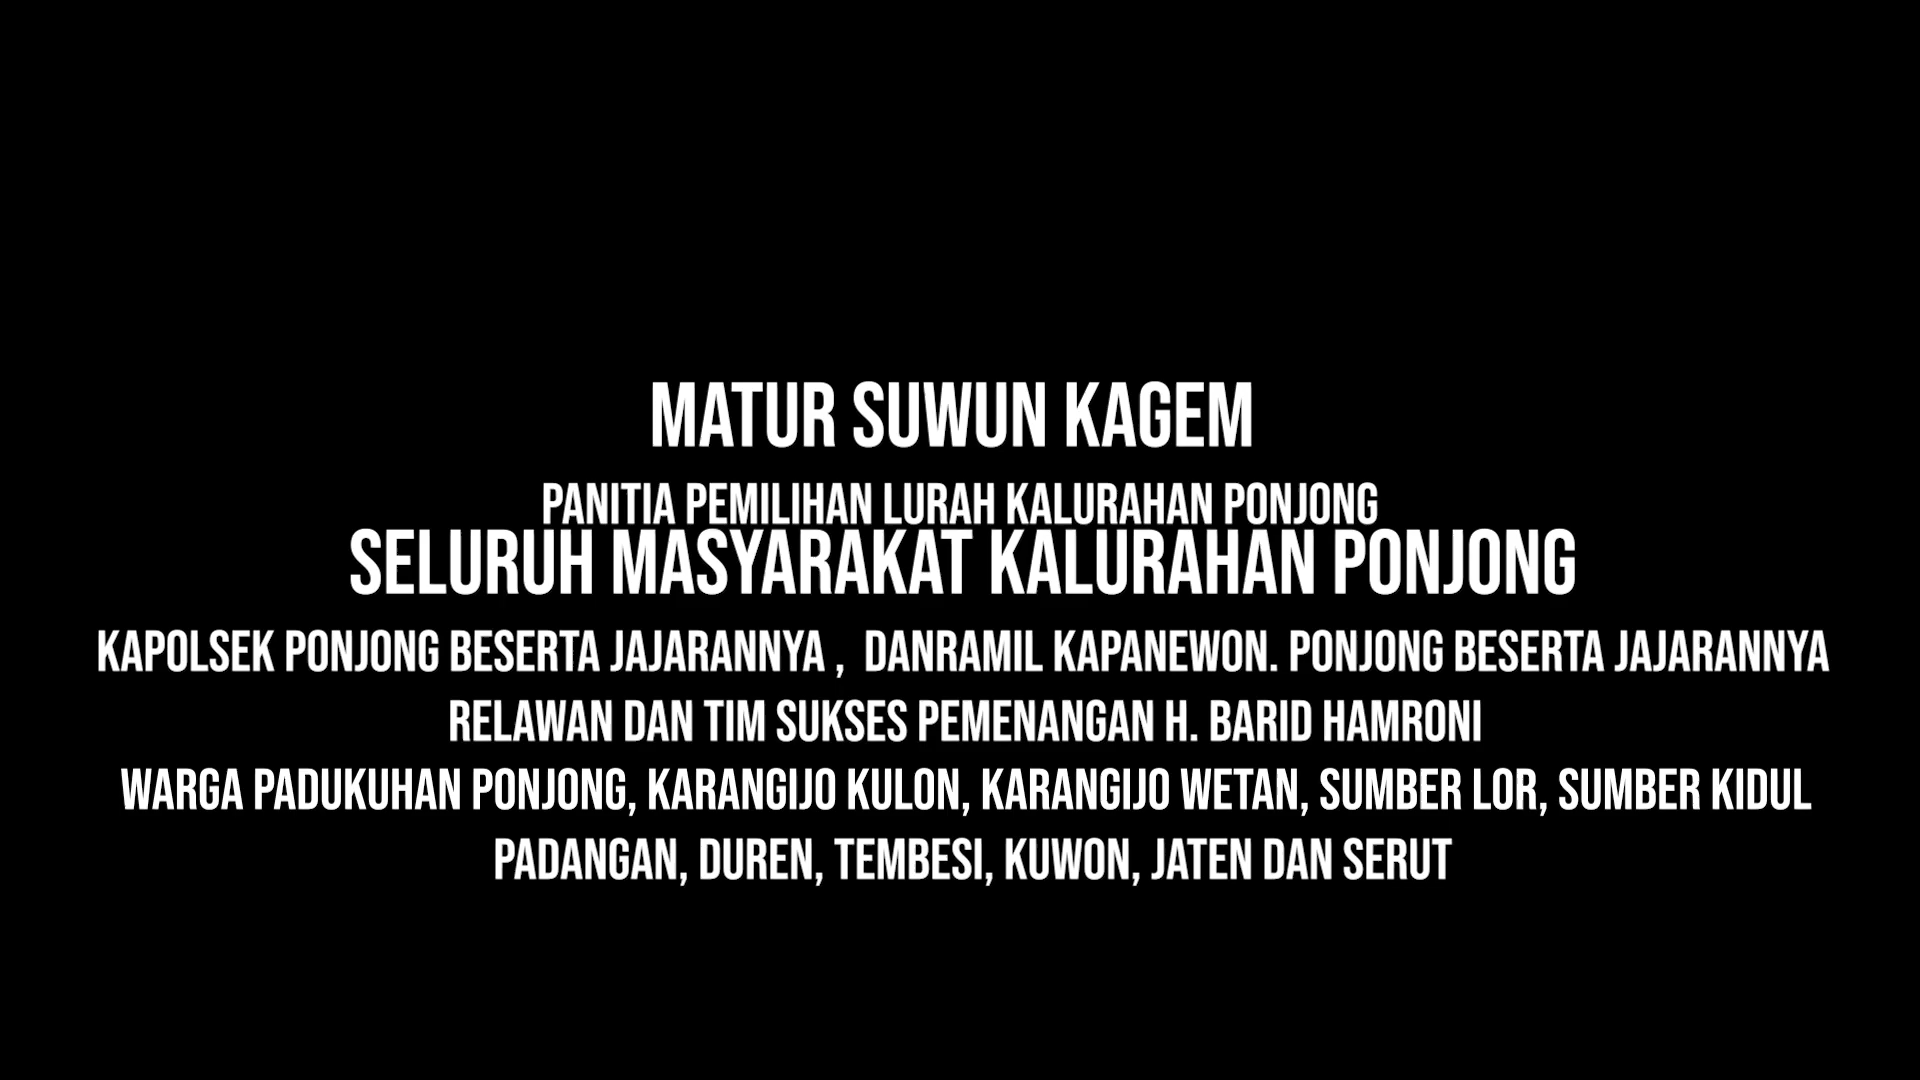 MATUR SUWUN KAGEM
PANITIA PEMILIHAN LURAH KALURAHAN PONJONG
SELURUH MASYARAKAT KALURAHAN PONJONG
KAPOLSEK PONJONG BESERTA JAJARANNYA ,  DANRAMIL KAPANEWON. PONJONG BESERTA JAJARANNYA
RELAWAN DAN TIM SUKSES PEMENANGAN H. BARID HAMRONI
WARGA PADUKUHAN PONJONG, KARANGIJO KULON, KARANGIJO WETAN, SUMBER LOR, SUMBER KIDUL
PADANGAN, DUREN, TEMBESI, KUWON, JATEN DAN SERUT